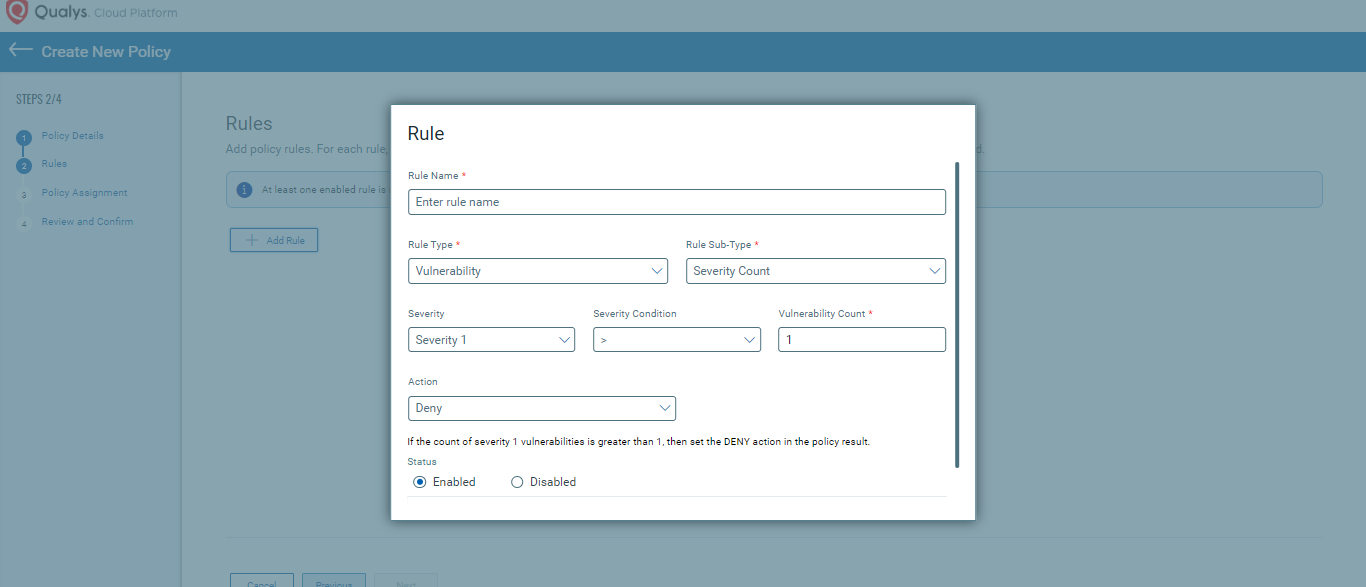 Qualys. Cloud Platform
Create New Policy
STEPS 2/4
1 Policy Details
2 Rules
3 Policy Assignment
4 Review and Confirm
Rules
Add policy rules. For each rule,
d.
i At least one enabled rule is
Add Rule
Rule
Rule Name *
Enter rule name
Rule Type *
Rule Sub-Type *
Vulnerability
Severity Count
Severity
Severity Condition
Vulnerability Count *
Severity 1
>
1
Action
Deny
If the count of severity 1 vulnerabilities is greater than 1, then set the DENY action in the policy result.
Status
Enabled
Disabled
Cancel
Previous
Next